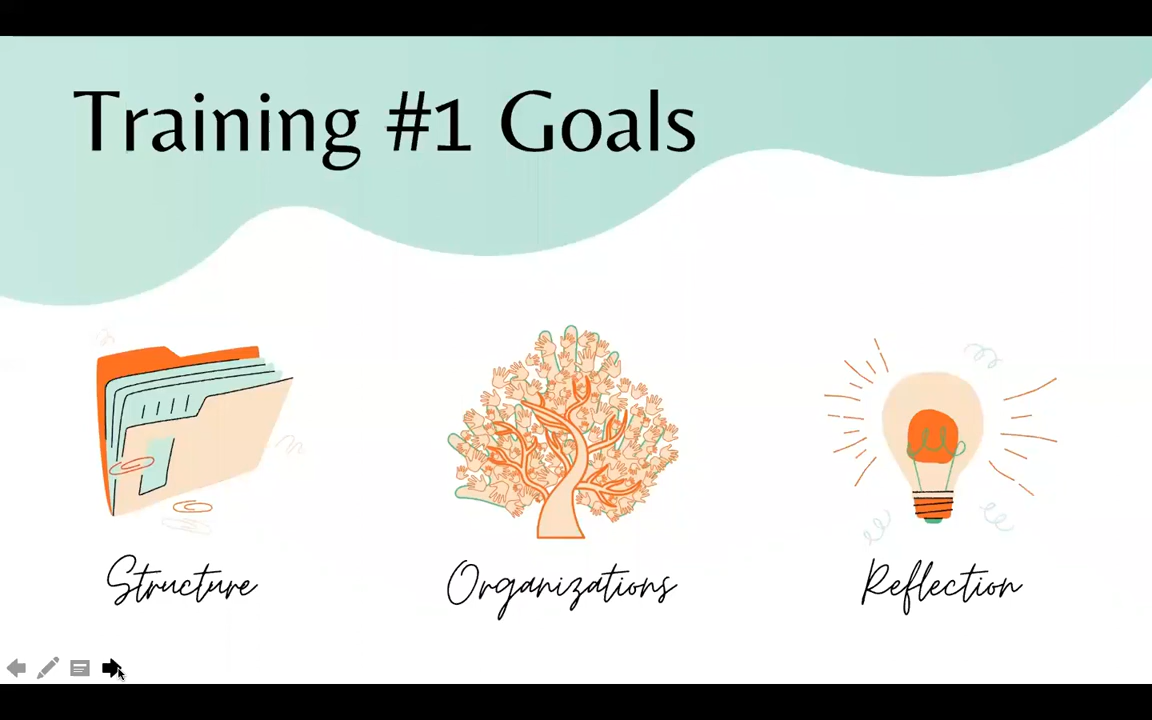 Training #1 Goals
Structure
Organizations
Reflection